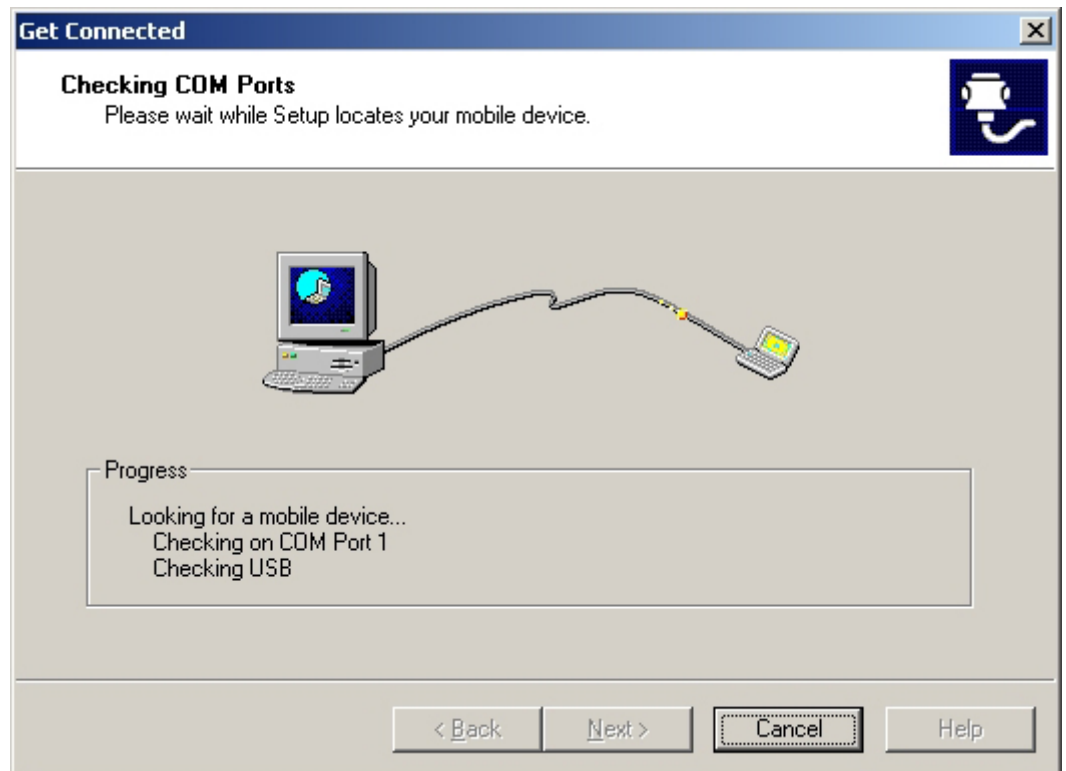 Get Connected
Checking COM Ports
Please wait while Setup locates your mobile device.
Progress
Looking for a mobile device...
Checking on COM Port 1
Checking USB
< Back
Next >
Cancel
Help